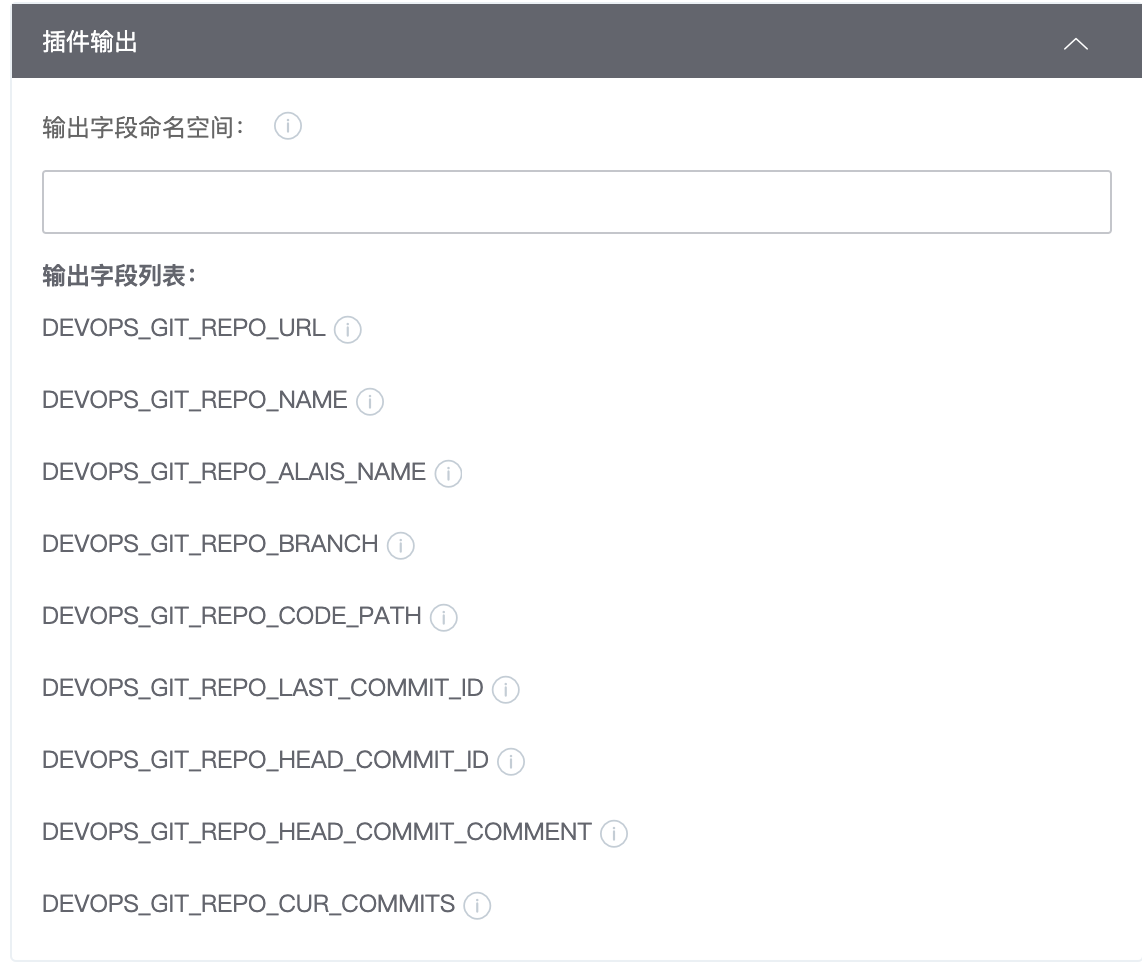 插件输出
输出字段命名空间：
输出字段列表：
DEVOPS_GIT_REPO_URL
DEVOPS_GIT_REPO_NAME
DEVOPS_GIT_REPO_ALAIS_NAME
DEVOPS_GIT_REPO_BRANCH
DEVOPS_GIT_REPO_CODE_PATH
DEVOPS_GIT_REPO_LAST_COMMIT_ID
DEVOPS_GIT_REPO_HEAD_COMMIT_ID
DEVOPS_GIT_REPO_HEAD_COMMIT_COMMENT
DEVOPS_GIT_REPO_CUR_COMMITS